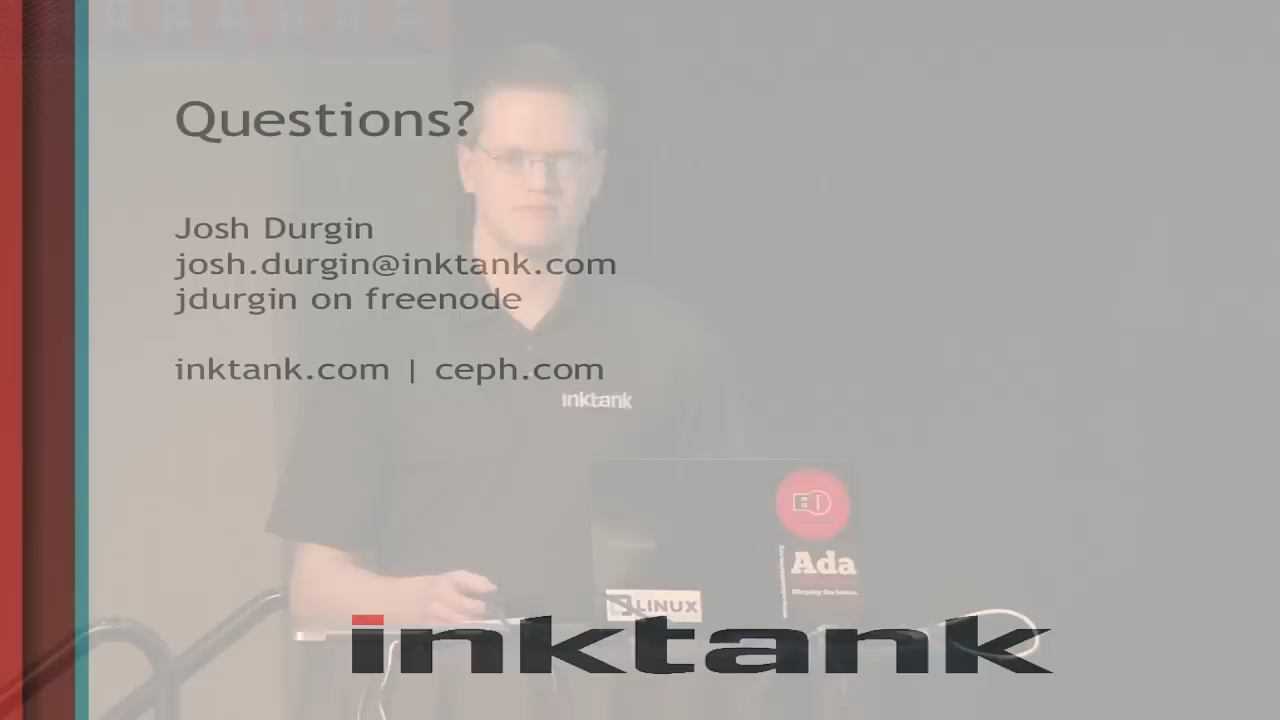 Questions?
Josh Durgin
josh.durgin@inktank.com
jdurgin on freenode
inktank.com | ceph.com
inktank
Ada
LINUX
inktank